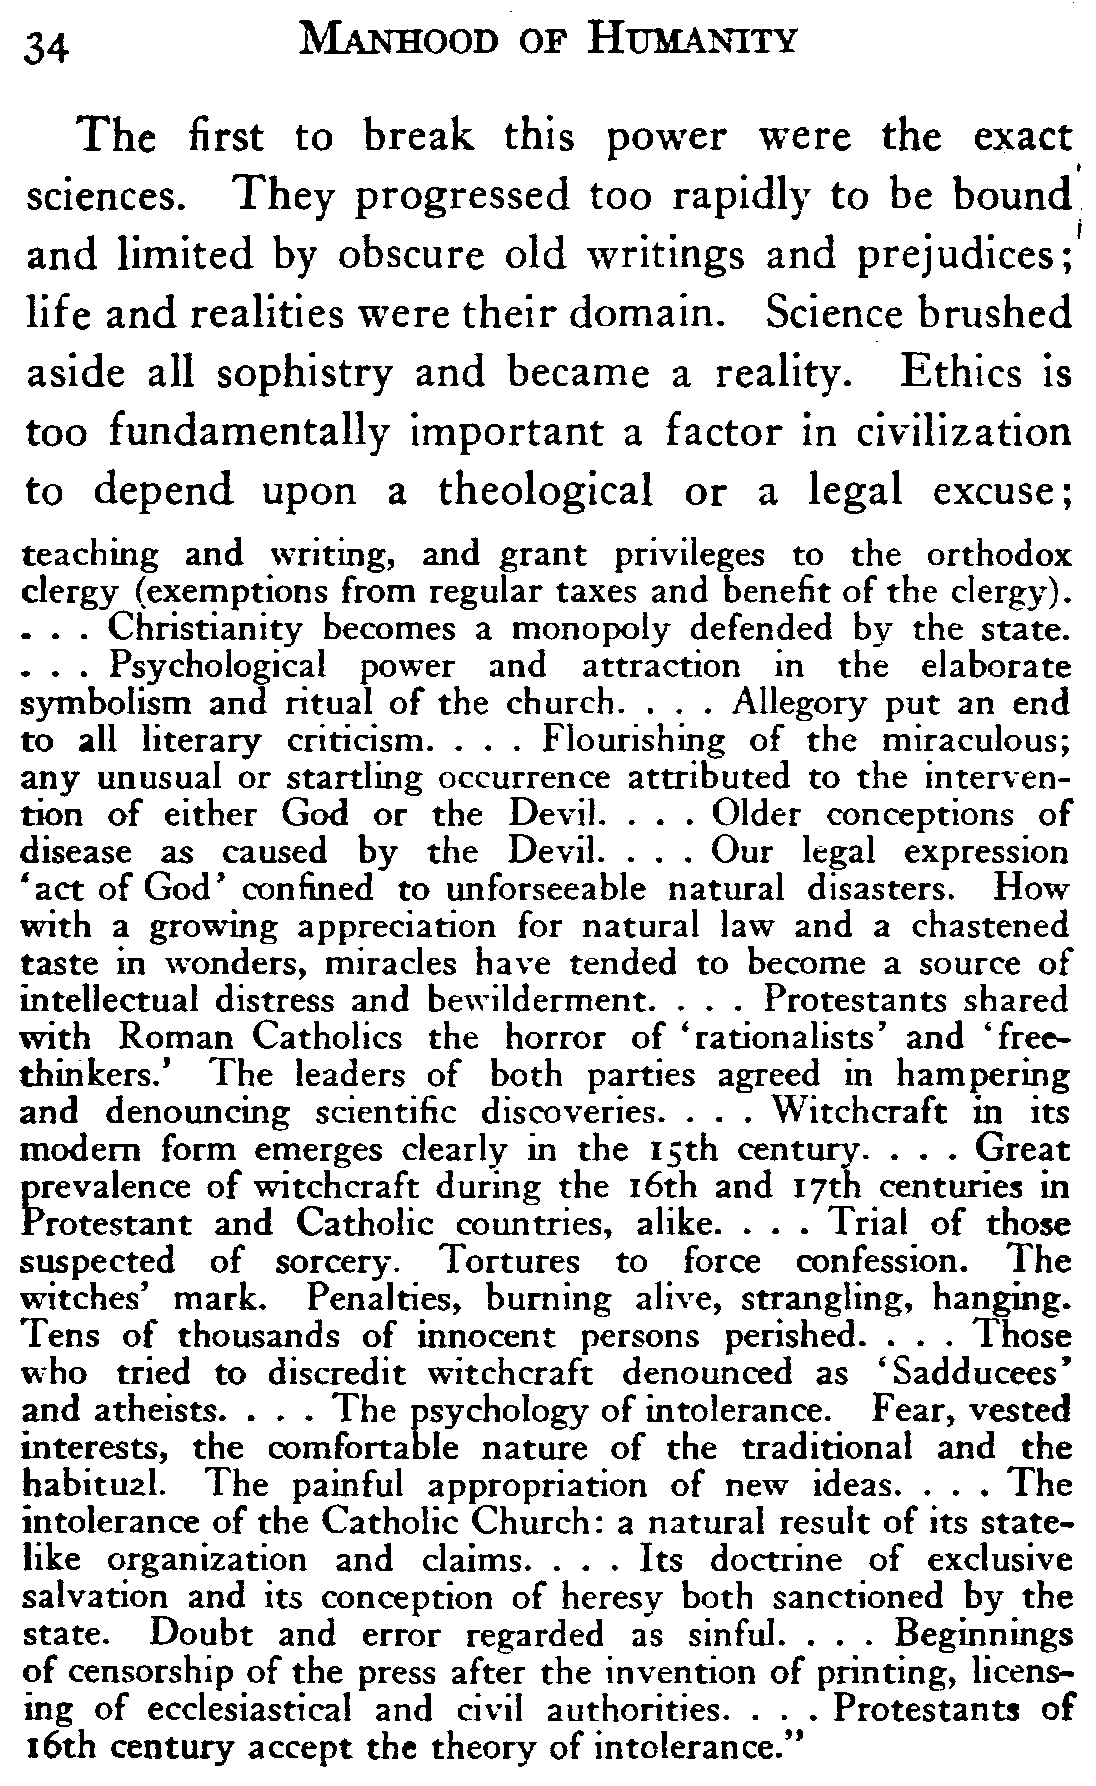 34 MANHOOD OF HUMANITY
The first to break this power were the exact
sciences. They progressed too rapidly to be bound
and limited by obscure old writings and prejudices;
life and realities were their domain. Science brushed
aside all sophistry and became a reality. Ethics is
too fundamentally important a factor in civilization
to depend upon a theological or a legal excuse;
teaching and writing, and grant privileges to the orthodox
clergy (exemptions from regular taxes and benefit of the clergy).
. . . Christianity becomes a monopoly defended by the state.
. . . Psychological power and attraction in the elaborate
symbolism and ritual of the church. . . . Allegory put an end
to all literary criticism. . . . Flourishing of the miraculous;
any unusual or startling occurrence attributed to the interven-
tion of either God or the Devil. . . . Older conceptions of
disease as caused by the Devil. . . . Our legal expression
'act of God' confined to unforseeable natural disasters. How
with a growing appreciation for natural law and a chastened
taste in wonders, miracles have tended to become a source of
intellectual distress and bewilderment. . . . Protestants shared
with Roman Catholics the horror of 'rationalists' and 'free-
thinkers.' The leaders of both parties agreed in hampering
and denouncing scientific discoveries. . . . Witchcraft in its
modern form emerges clearly in the 15th century. . . . Great
prevalence of witchcraft during the 16th and 17th centuries in
Protestant and Catholic countries, alike. . . . Trial of those
suspected of sorcery. Tortures to force confession. The
witches' mark. Penalties, burning alive, strangling, hanging.
Tens of thousands of innocent persons perished. . . . Those
who tried to discredit witchcraft denounced as 'Sadducees'
and atheists. . . . The psychology of intolerance. Fear, vested
interests, the comfortable nature of the traditional and the
habitual. The painful appropriation of new ideas. . . . The
intolerance of the Catholic Church: a natural result of its state-
like organization and claims. . . . Its doctrine of exclusive
salvation and its conception of heresy both sanctioned by the
state. Doubt and error regarded as sinful. . . . Beginnings
of censorship of the press after the invention of printing, licens-
ing of ecclesiastical and civil authorities. . . . Protestants of
16th century accept the theory of intolerance."